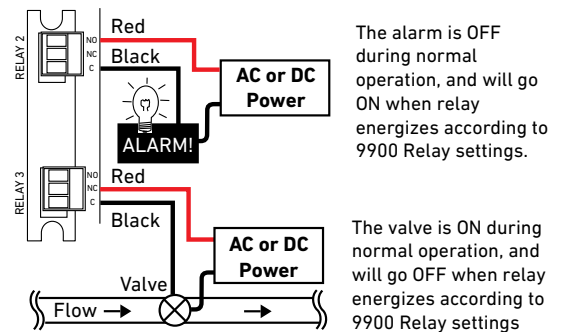 RELAY 2
NO
NC
C
Red
Black
AC or DC
Power
ALARM!
The alarm is OFF
during normal
operation, and will go
ON when relay
energizes according to
9900 Relay settings.
RELAY 3
NO
NC
C
Red
Black
AC or DC
Power
Valve
Flow
The valve is ON during
normal operation, and
will go OFF when relay
energizes according to
9900 Relay settings